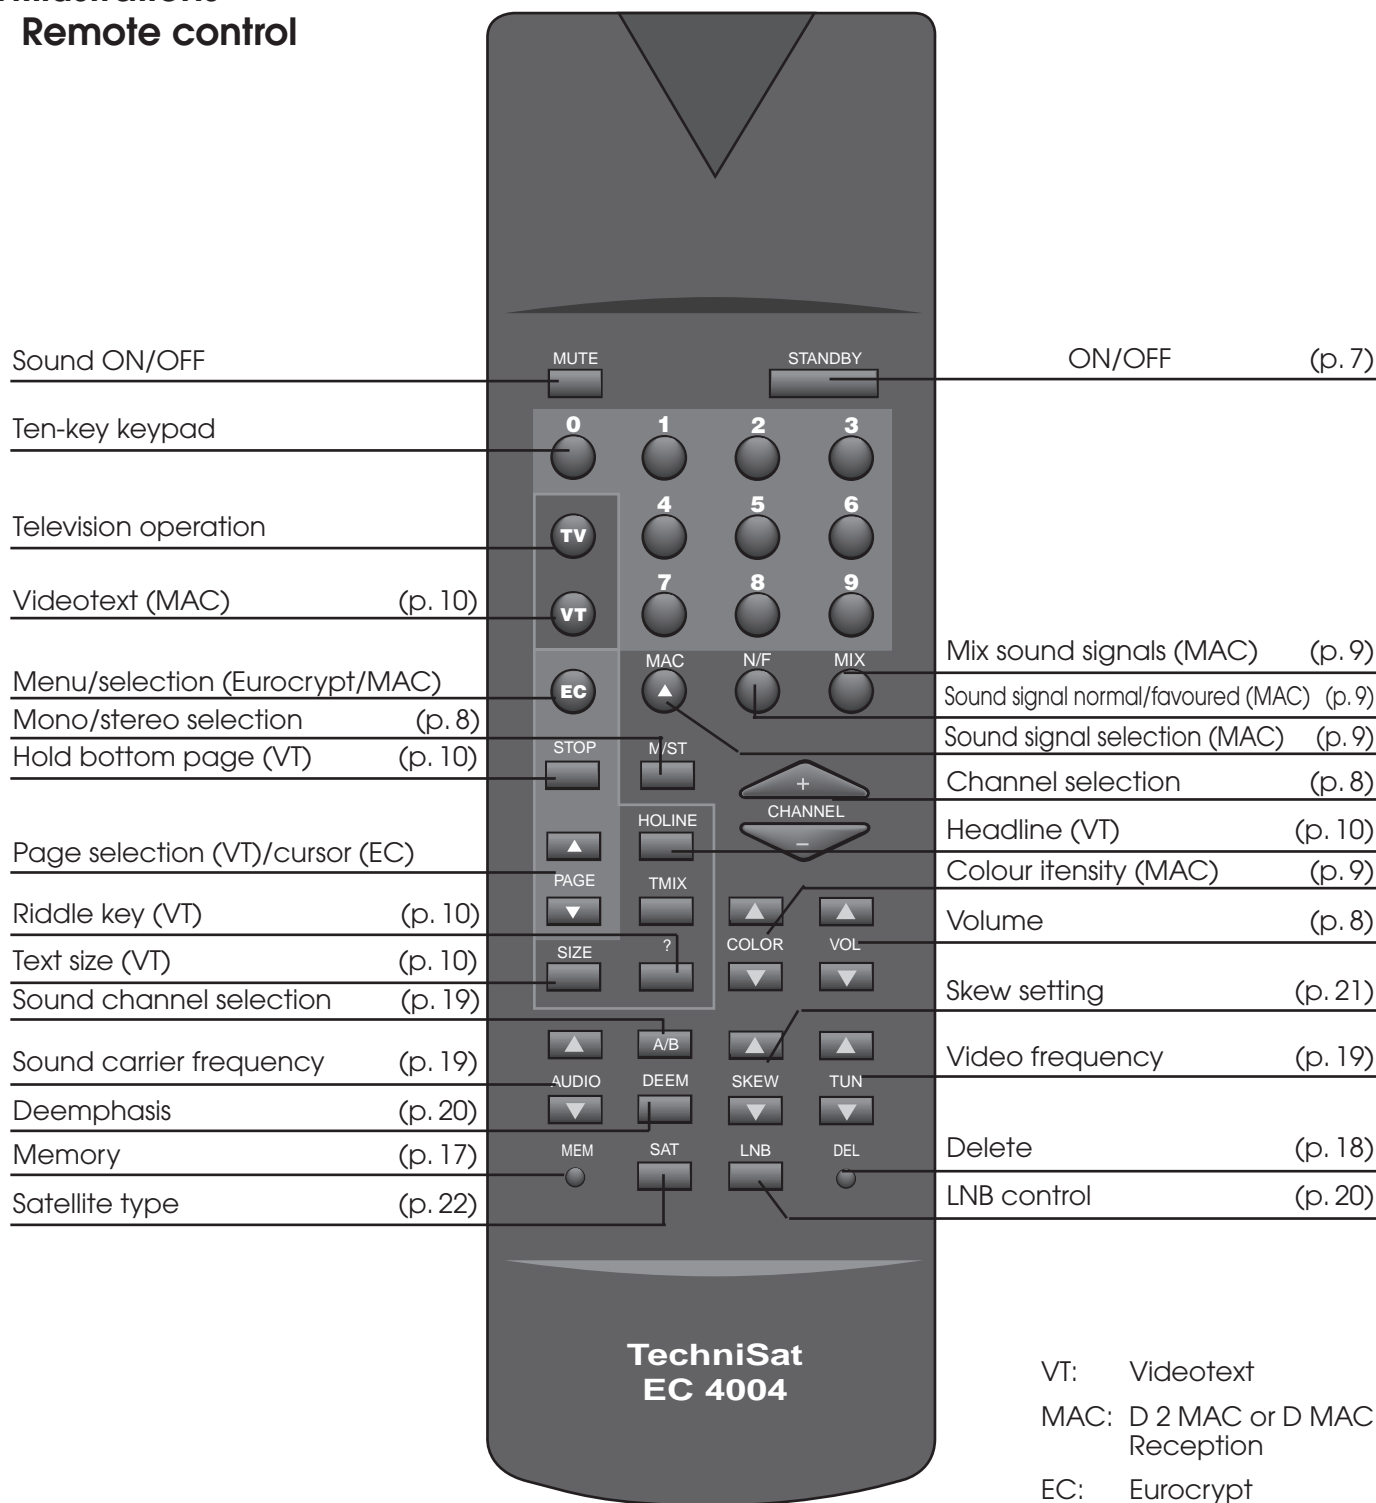 Remote control
Sound ON/OFF
Ten-key keypad
Television operation
Videotext (MAC) (p. 10)
Menu/selection (Eurocrypt/MAC)
Mono/stereo selection (p. 8)
Hold bottom page (VT) (p. 10)
Page selection (VT)/cursor (EC)
Riddle key (VT) (p. 10)
Text size (VT) (p. 10)
Sound channel selection (p. 19)
Sound carrier frequency (p. 19)
Deemphasis (p. 20)
Memory (p. 17)
Satellite type (p. 22)
MUTE STANDBY
0 1 2 3
TV 4 5 6
VT 7 8 9
MAC N/F MIX
EC
STOP M/ST
+
HOLINE CHANNEL
–
PAGE TMIX
SIZE ? COLOR VOL
A/B
AUDIO DEEM SKEW TUN
MEM SAT LNB DEL
TechniSat
EC 4004
ON/OFF (p. 7)
Mix sound signals (MAC) (p. 9)
Sound signal normal/favoured (MAC) (p. 9)
Sound signal selection (MAC) (p. 9)
Channel selection (p. 8)
Headline (VT) (p. 10)
Colour itensity (MAC) (p. 9)
Volume (p. 8)
Skew setting (p. 21)
Video frequency (p. 19)
Delete (p. 18)
LNB control (p. 20)
VT: Videotext
MAC: D 2 MAC or D MAC
Reception
EC: Eurocrypt